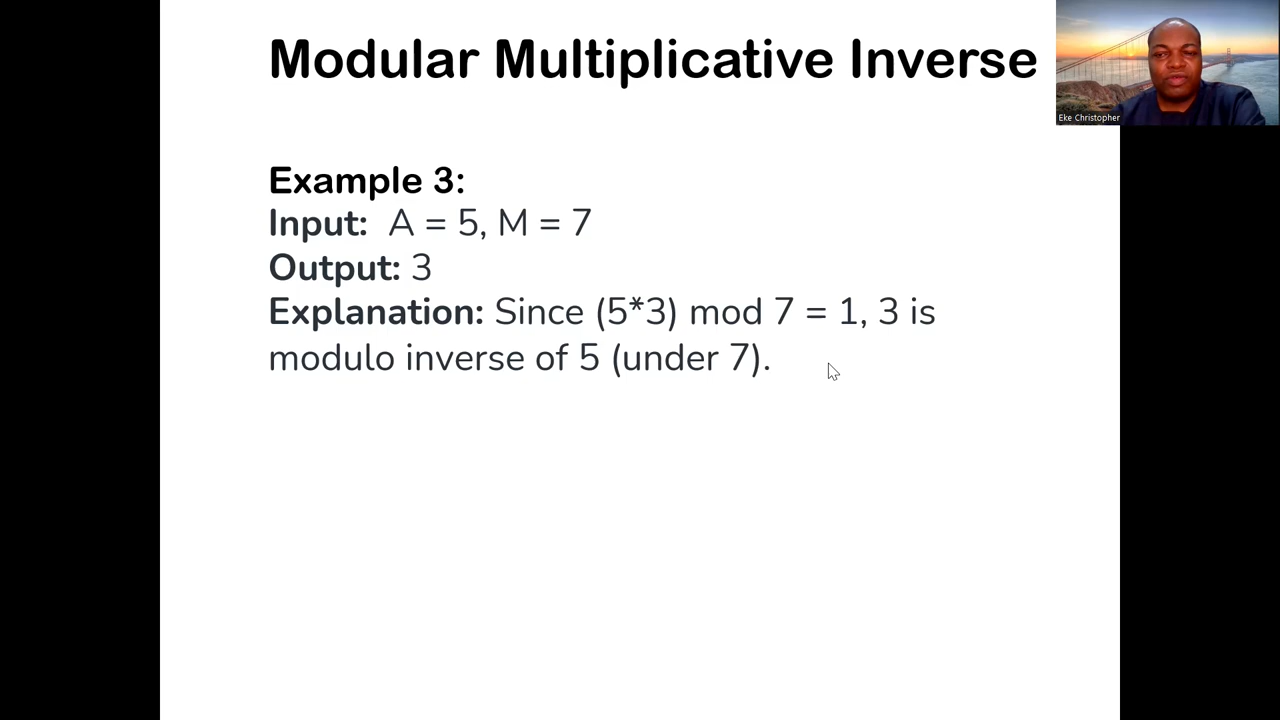 Modular Multiplicative Inverse
Eke Christopher
Example 3:
Input: A = 5, M = 7
Output: 3
Explanation: Since (5*3) mod 7 = 1, 3 is
modulo inverse of 5 (under 7).